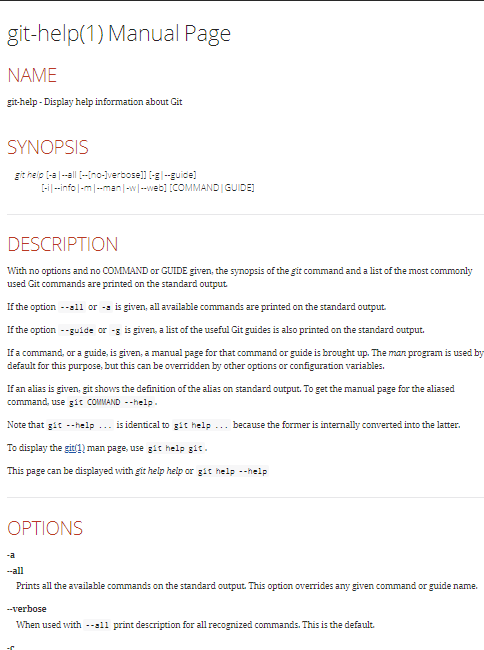 git-help(1) Manual Page
NAME
git-help - Display help information about Git
SYNOPSIS
git help [-a|--all [--[no-]verbose]] [-g|--guide]
[-i|--info|-m|--man|-w|--web] [COMMAND|GUIDE]
DESCRIPTION
With no options and no COMMAND or GUIDE given, the synopsis of the git command and a list of the most commonly
used Git commands are printed on the standard output.
If the option --all or -a is given, all available commands are printed on the standard output.
If the option --guide or -g is given, a list of the useful Git guides is also printed on the standard output.
If a command, or a guide, is given, a manual page for that command or guide is brought up. The man program is used by
default for this purpose, but this can be overridden by other options or configuration variables.
If an alias is given, git shows the definition of the alias on standard output. To get the manual page for the aliased
command, use git COMMAND --help.
Note that git --help ... is identical to git help ... because the former is internally converted into the latter.
To display the git(1) man page, use git help git.
This page can be displayed with git help help or git help --help
OPTIONS
-a
--all
Prints all the available commands on the standard output. This option overrides any given command or guide name.
--verbose
When used with --all print description for all recognized commands. This is the default.